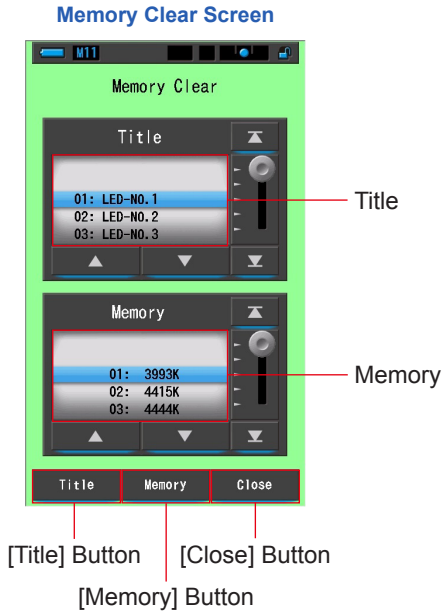 Memory Clear Screen
M11
Memory Clear
Title
01: LED-NO.1
02: LED-NO.2
03: LED-NO.3
Title
Memory
01: 3993K
02: 4415K
03: 4444K
Memory
Title Memory Close
[Title] Button [Close] Button
[Memory] Button